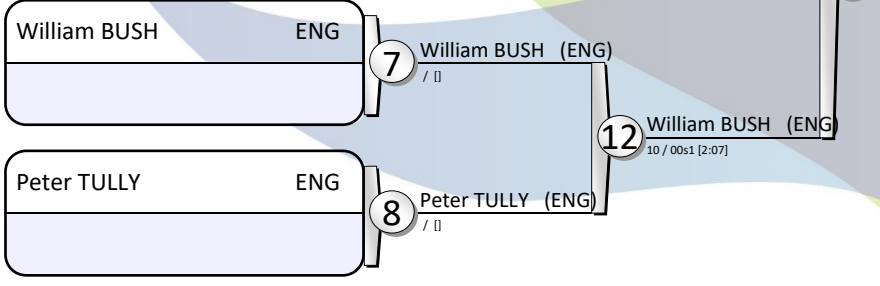 William BUSH ENG
7
William BUSH (ENG)
/ []
12
William BUSH (ENG)
10 / 00s1 [2:07]
Peter TULLY ENG
8
Peter TULLY (ENG)
/ []